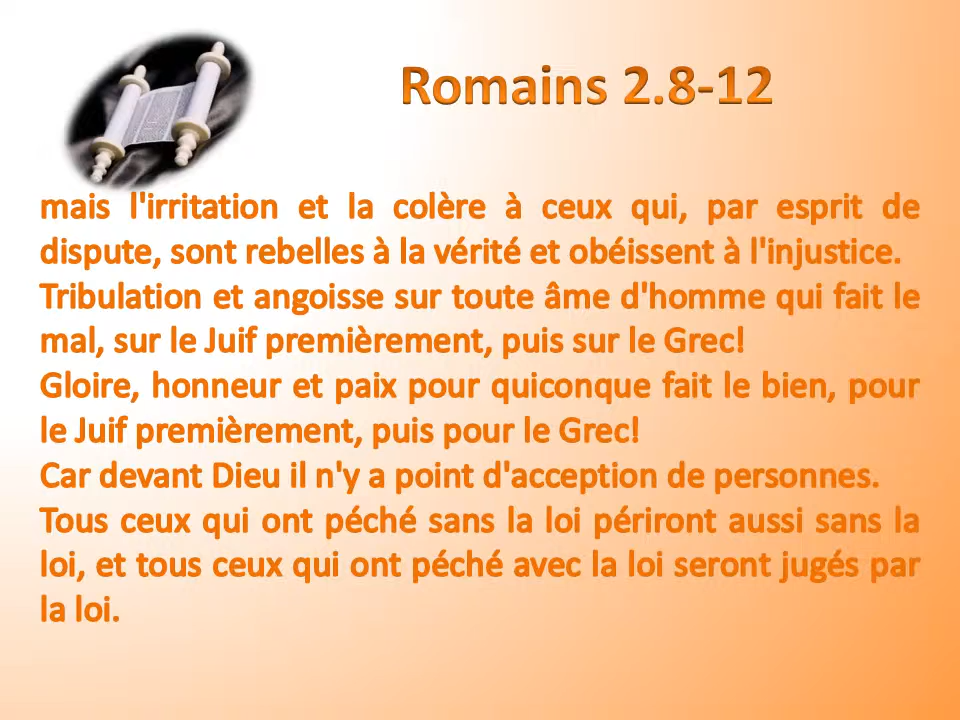 Romains 2.8-12
mais l'irritation et la colère à ceux qui, par esprit de
dispute, sont rebelles à la vérité et obéissent à l'injustice.
Tribulation et angoisse sur toute âme d'homme qui fait le
mal, sur le Juif premièrement, puis sur le Grec!
Gloire, honneur et paix pour quiconque fait le bien, pour
le Juif premièrement, puis pour le Grec!
Car devant Dieu il n'y a point d'acception de personnes.
Tous ceux qui ont péché sans la loi périront aussi sans la
loi, et tous ceux qui ont péché avec la loi seront jugés par
la loi.